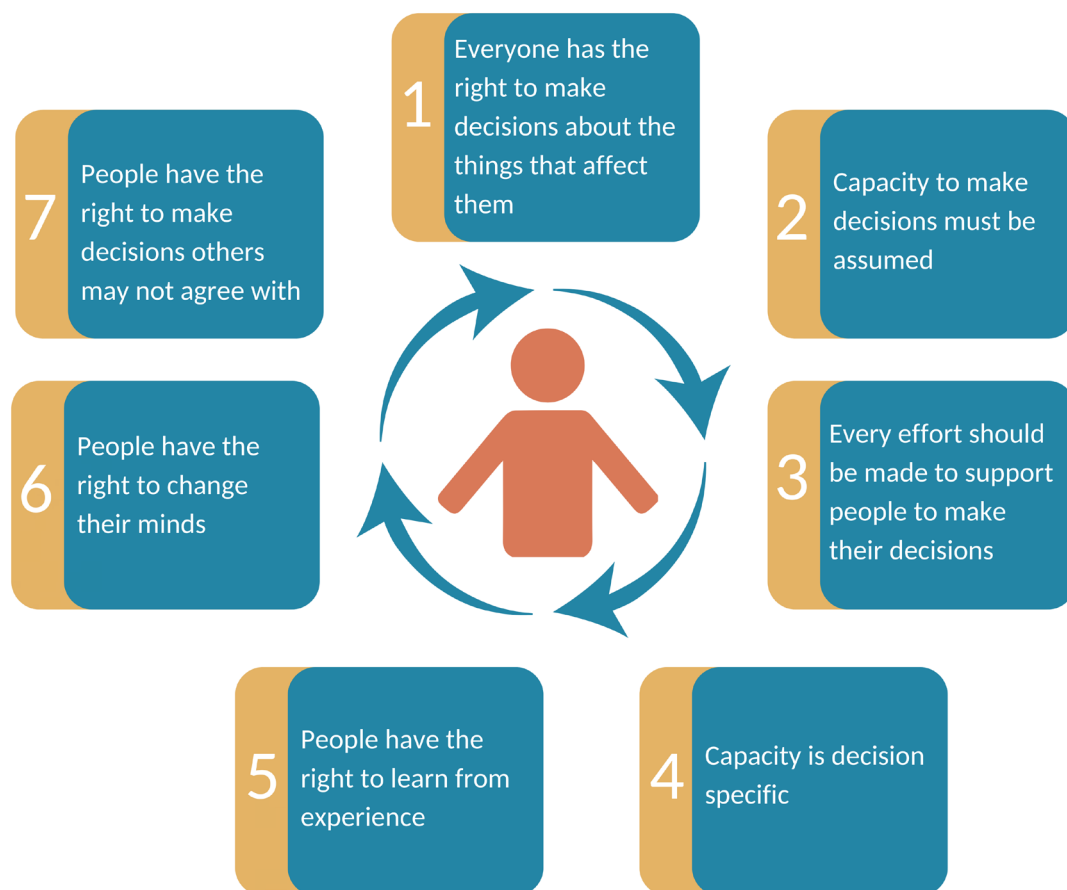 1
Everyone has the
right to make
decisions about the
things that affect
them
2
Capacity to make
decisions must be
assumed
3
Every effort should
be made to support
people to make
their decisions
4
Capacity is decision
specific
5
People have the
right to learn from
experience
6
People have the
right to change
their minds
7
People have the
right to make
decisions others
may not agree with